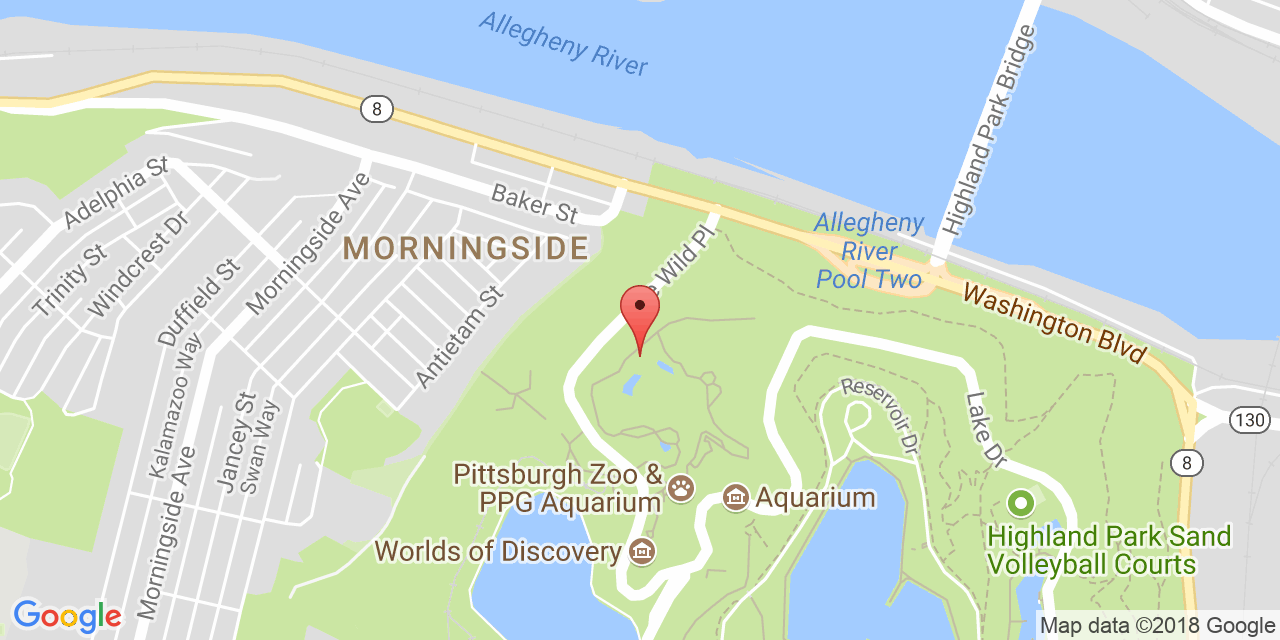 Allegheny River
8
Highland Park Bridge
Adelphia St
Baker St
Morningside Ave
MORNINGSIDE
Wild Pl
Allegheny
River
Pool Two
Trinity St
Windcrest Dr
Duffield St
Antietam St
Washington Blvd
Kalamazoo Way
Jancey St
Swan Way
Reservoir Dr
Lake Dr
130
8
Morningside Ave
Pittsburgh Zoo &
PPG Aquarium
Aquarium
Worlds of Discovery
Highland Park Sand
Volleyball Courts
Google
Map data ©2018 Google